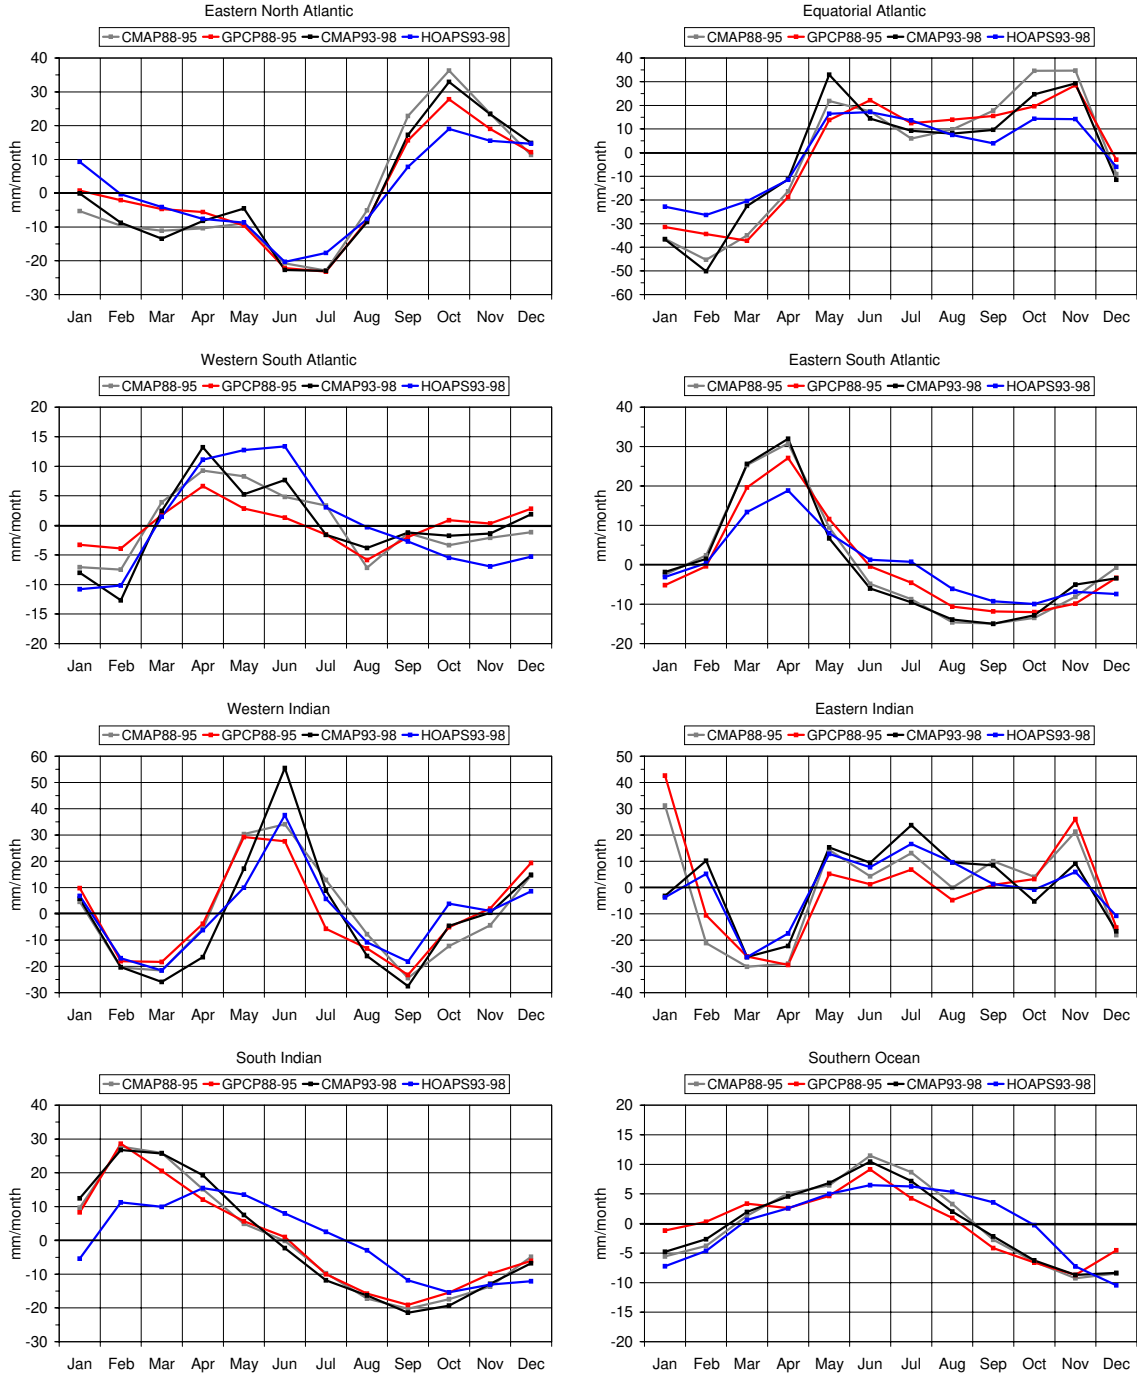 Eastern North Atlantic
CMAP88-95 GPCP88-95 CMAP93-98 HOAPS93-98
mm/month
40
30
20
10
0
-10
-20
-30
Jan Feb Mar Apr May Jun Jul Aug Sep Oct Nov Dec
Equatorial Atlantic
CMAP88-95 GPCP88-95 CMAP93-98 HOAPS93-98
mm/month
40
30
20
10
0
-10
-20
-30
-40
-50
-60
Jan Feb Mar Apr May Jun Jul Aug Sep Oct Nov Dec
Western South Atlantic
CMAP88-95 GPCP88-95 CMAP93-98 HOAPS93-98
mm/month
20
15
10
5
0
-5
-10
-15
-20
Jan Feb Mar Apr May Jun Jul Aug Sep Oct Nov Dec
Eastern South Atlantic
CMAP88-95 GPCP88-95 CMAP93-98 HOAPS93-98
mm/month
40
30
20
10
0
-10
-20
Jan Feb Mar Apr May Jun Jul Aug Sep Oct Nov Dec
Western Indian
CMAP88-95 GPCP88-95 CMAP93-98 HOAPS93-98
mm/month
60
50
40
30
20
10
0
-10
-20
-30
Jan Feb Mar Apr May Jun Jul Aug Sep Oct Nov Dec
Eastern Indian
CMAP88-95 GPCP88-95 CMAP93-98 HOAPS93-98
mm/month
50
40
30
20
10
0
-10
-20
-30
-40
Jan Feb Mar Apr May Jun Jul Aug Sep Oct Nov Dec
South Indian
CMAP88-95 GPCP88-95 CMAP93-98 HOAPS93-98
mm/month
40
30
20
10
0
-10
-20
-30
Jan Feb Mar Apr May Jun Jul Aug Sep Oct Nov Dec
Southern Ocean
CMAP88-95 GPCP88-95 CMAP93-98 HOAPS93-98
mm/month
20
15
10
5
0
-5
-10
-15
-20
Jan Feb Mar Apr May Jun Jul Aug Sep Oct Nov Dec